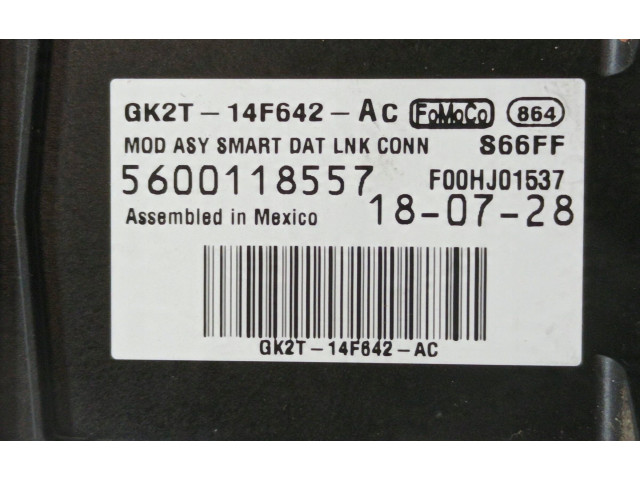 GK2T-14F642-AC FoMoCo 864
MOD ASY SMART DAT LNK CONN S66FF
5600118557 F00HJ01537
Assembled in Mexico 18-07-28
GK2T-14F642-AC